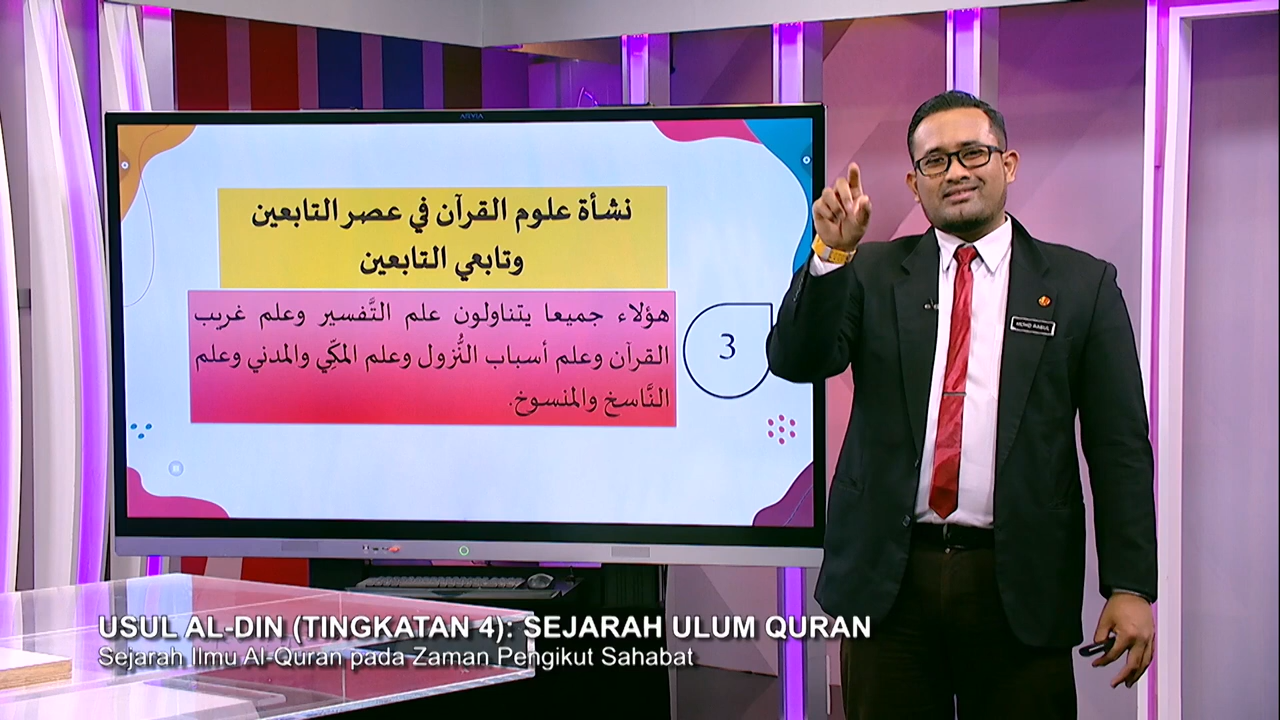 نشأة علوم القرآن في عصر التابعين
وتابعي التابعين
هؤلاء جميعا يتناولون علم التَّفسير وعلم غريب
القرآن وعلم أسباب النُّزول وعلم المكِّي والمدني وعلم
النَّاسخ والمنسوخ.
3
USUL AL-DIN (TINGKATAN 4): SEJARAH ULUM QURAN
Sejarah Ilmu Al-Quran pada Zaman Pengikut Sahabat